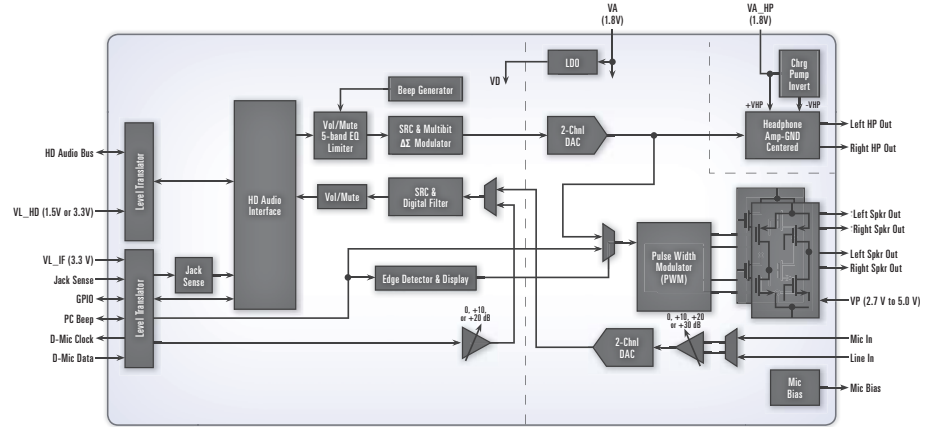 VA
(1.8V)
VA_HP
(1.8V)
LDO
VD
Chrg
Pump
Invert
+VHP
-VHP
Beep Generator
Vol/Mute
5-band EQ
Limiter
SRC & Multibit
ΔΣ Modulator
2-Chnl
DAC
Headphone
Amp-GND
Centered
Left HP Out
Right HP Out
HD Audio Bus
Level Translator
VL_HD (1.5V or 3.3V)
HD Audio
Interface
Vol/Mute
SRC &
Digital Filter
VL_IF (3.3 V)
Jack Sense
GPIO
PC Beep
D-Mic Clock
D-Mic Data
Level Translator
Jack
Sense
Edge Detector & Display
Pulse Width
Modulator
(PWM)
-Left Spkr Out
-Right Spkr Out
Left Spkr Out
Right Spkr Out
VP (2.7 V to 5.0 V)
0, +10,
or +20 dB
0, +10, +20
or +30 dB
2-Chnl
DAC
Mic In
Line In
Mic
Bias
Mic Bias